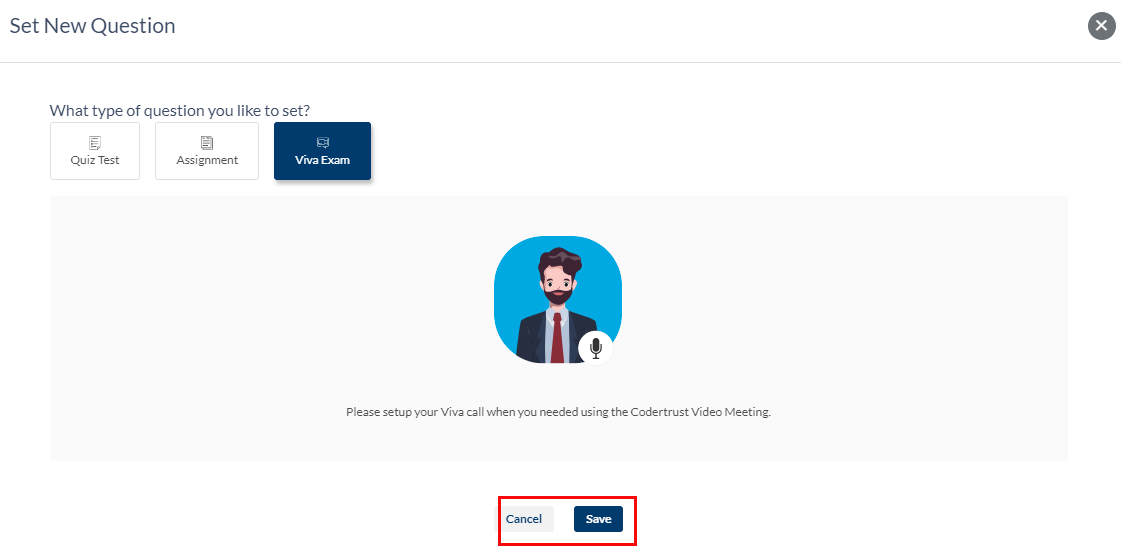 Set New Question
What type of question you like to set?
Quiz Test
Assignment
Viva Exam
Please setup your Viva call when you needed using the Codertrust Video Meeting.
Cancel
Save